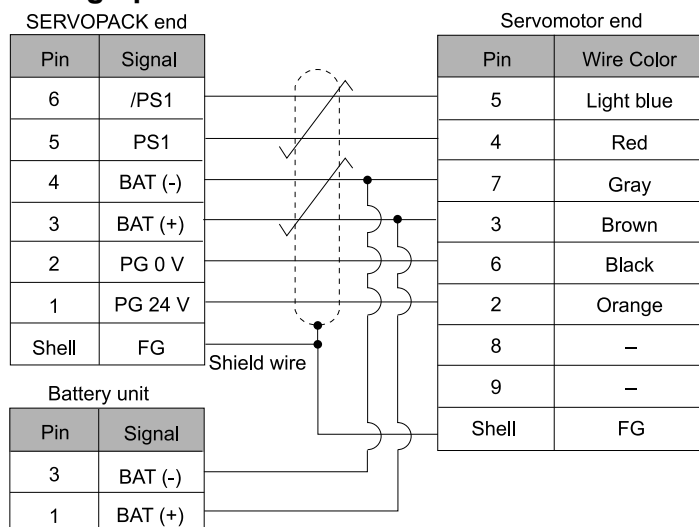 SERVOPACK end
Pin Signal
6 /PS1
5 PS1
4 BAT (-)
3 BAT (+)
2 PG 0 V
1 PG 24 V
Shell FG
Shield wire
Servomotor end
Pin Wire Color
5 Light blue
4 Red
7 Gray
3 Brown
6 Black
2 Orange
8 –
9 –
Shell FG
Battery unit
Pin Signal
3 BAT (-)
1 BAT (+)